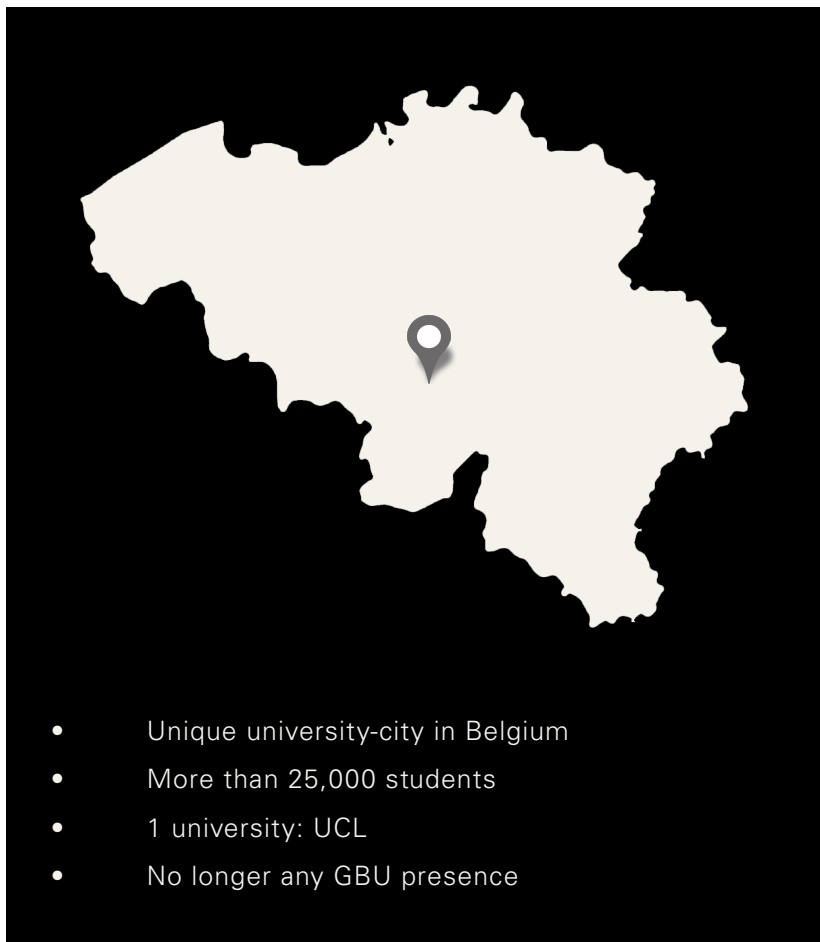 • Unique university-city in Belgium
• More than 25,000 students
• 1 university: UCL
• No longer any GBU presence